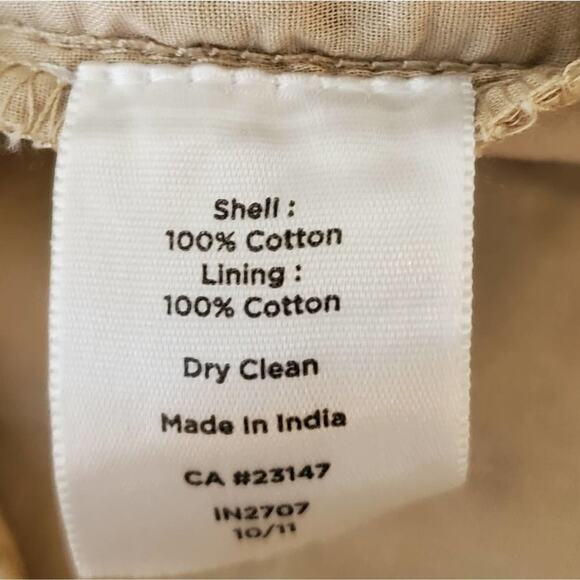 Shell :
100% Cotton
Lining :
100% Cotton
Dry Clean
Made In India
CA #23147
IN2707
10/11